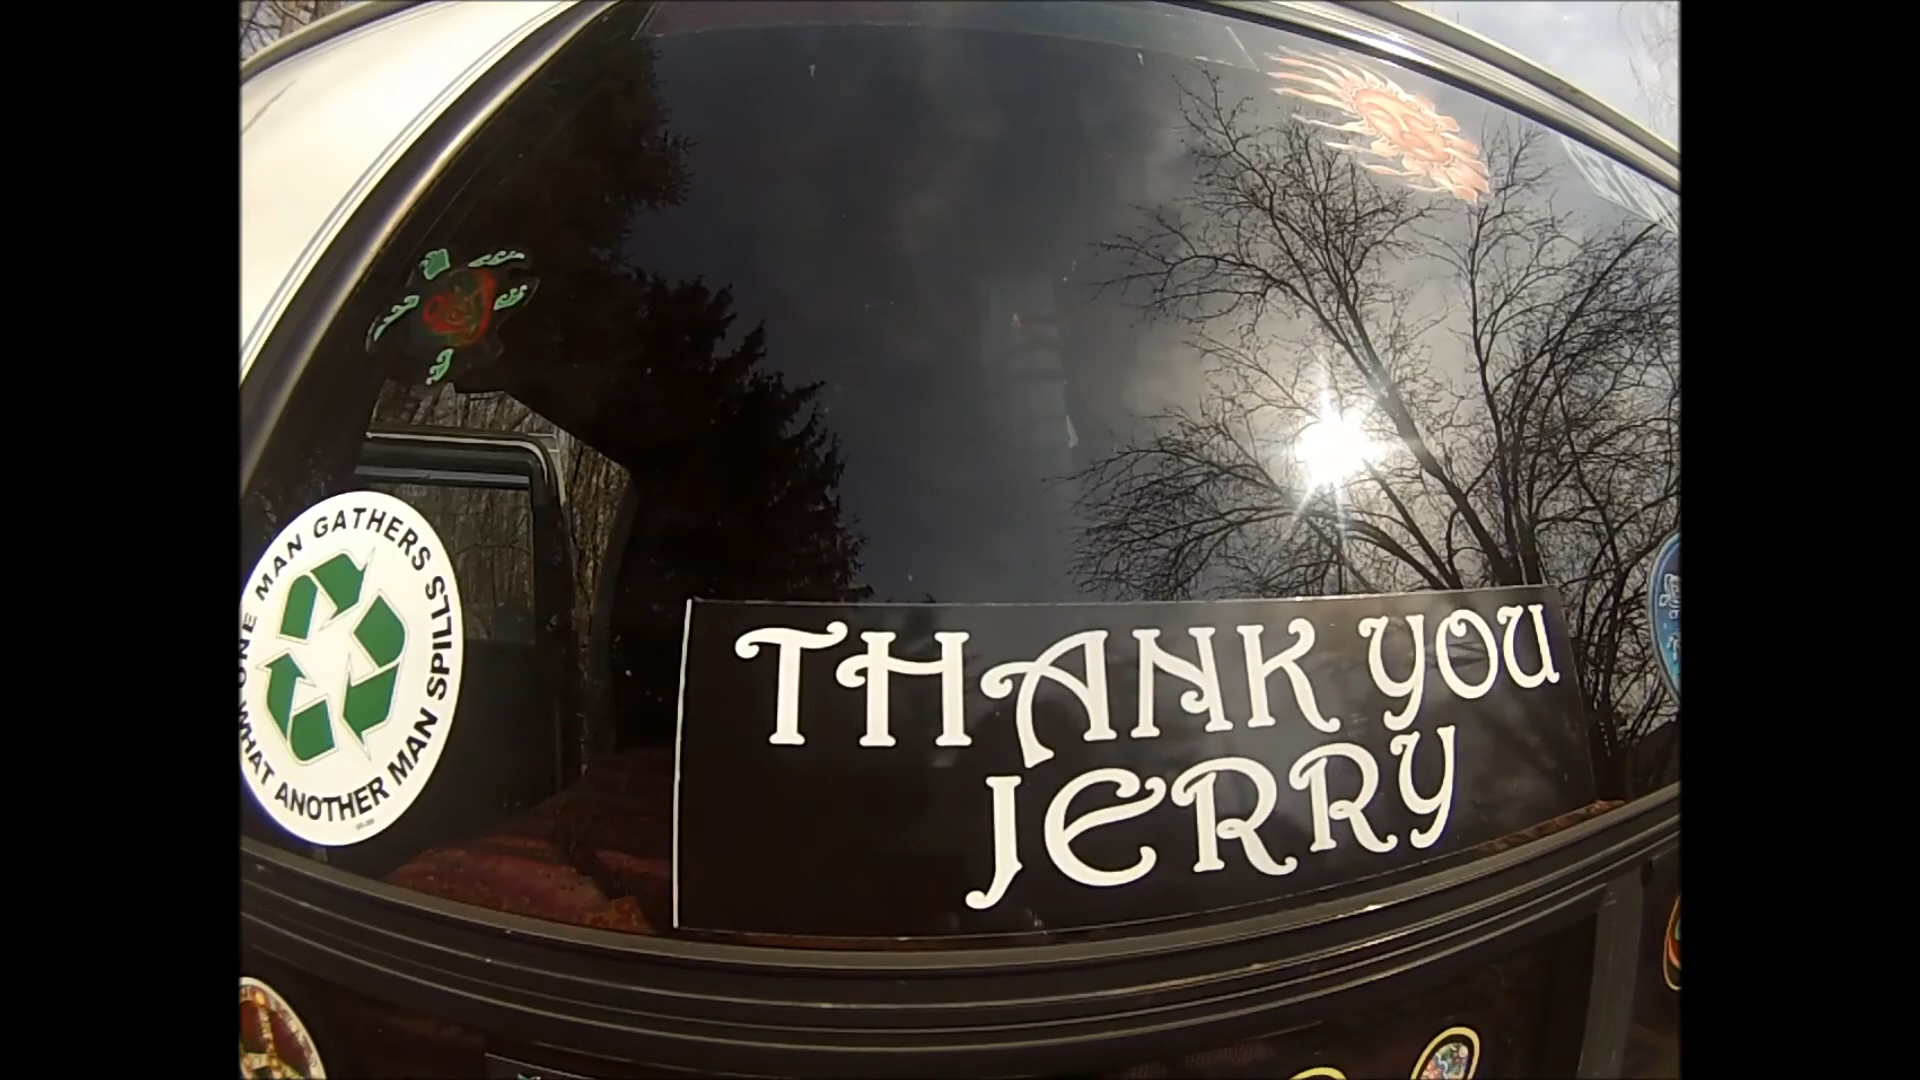 ONE MAN GATHERS
WHAT ANOTHER MAN SPILLS
THANK YOU
JERRY